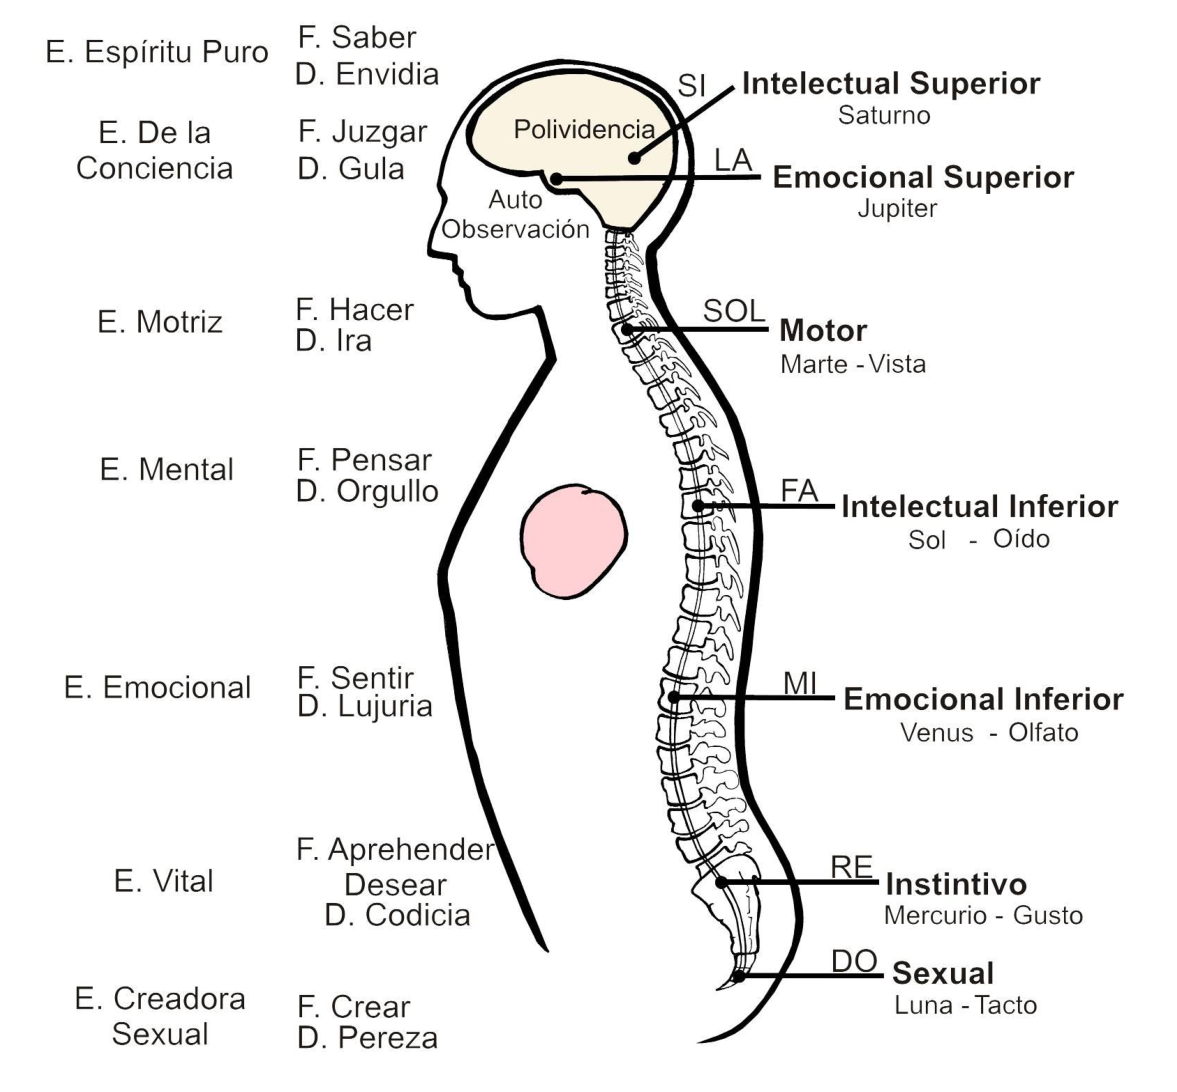 E. Espíritu Puro
F. Saber
D. Envidia
SI
Intelectual Superior
Saturno
E. De la
Conciencia
F. Juzgar
D. Gula
Polividencia
LA
Emocional Superior
Jupiter
Auto
Observación
E. Motriz
F. Hacer
D. Ira
SOL
Motor
Marte - Vista
E. Mental
F. Pensar
D. Orgullo
FA
Intelectual Inferior
Sol - Oído
E. Emocional
F. Sentir
D. Lujuria
MI
Emocional Inferior
Venus - Olfato
E. Vital
F. Aprehender
Desear
D. Codicia
RE
Instintivo
Mercurio - Gusto
DO
Sexual
Luna - Tacto
E. Creadora
Sexual
F. Crear
D. Pereza